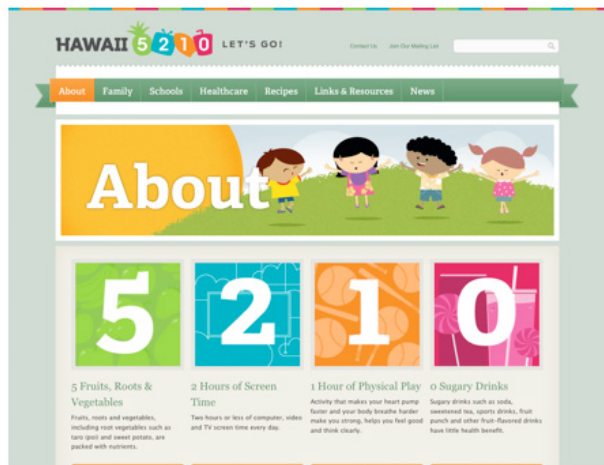 HAWAII 5210 LET'S GO!
Contact Us Join Our Mailing List
About Family Schools Healthcare Recipes Links & Resources News
About
5 2 1 0
5 Fruits, Roots &
Vegetables
Fruits, roots and vegetables,
including root vegetables such as
taro (poi) and sweet potato, are
packed with nutrients.
2 Hours of Screen
Time
Two hours or less of computer, video
and TV screen time every day.
1 Hour of Physical Play
Activity that makes your heart pump
faster and your body breathe harder
make you strong, helps you feel good
and think clearly.
0 Sugary Drinks
Sugary drinks such as soda,
sweetened tea, sports drinks, fruit
punch and other fruit-flavored drinks
have little health benefit.